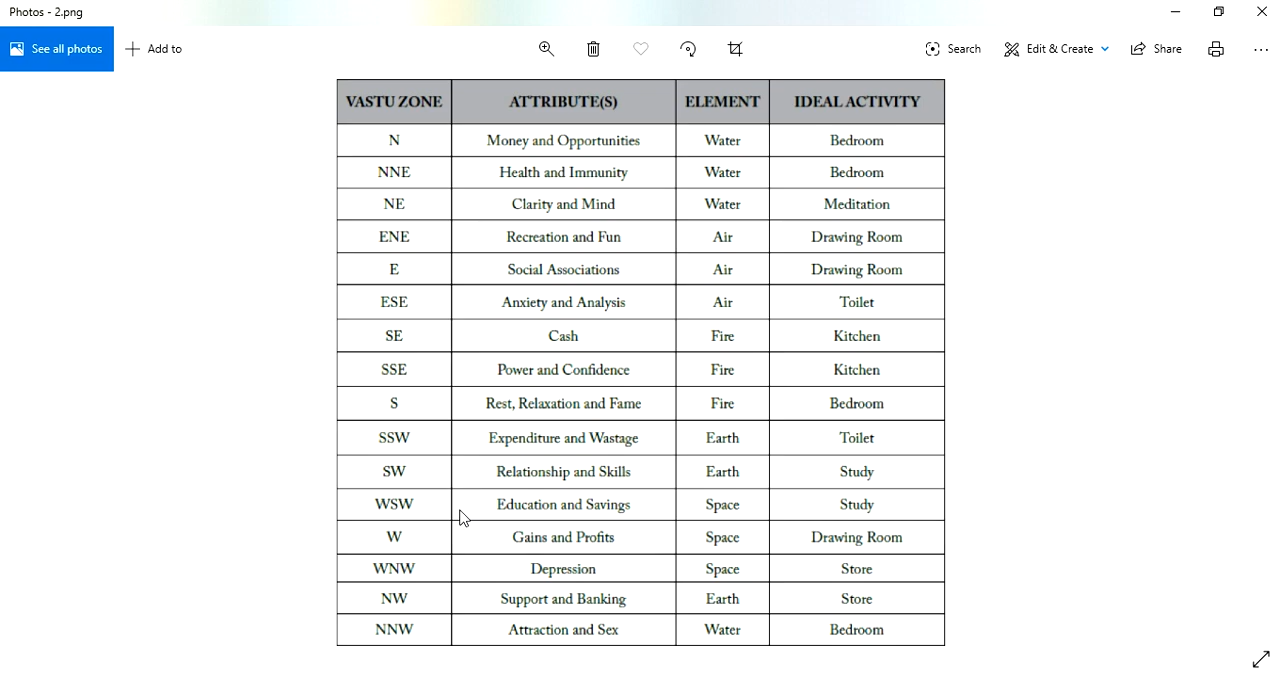 Photos - 2.png
See all photos Add to Search Edit & Create Share
VASTU ZONE ATTRIBUTE(S) ELEMENT IDEAL ACTIVITY
N Money and Opportunities Water Bedroom
NNE Health and Immunity Water Bedroom
NE Clarity and Mind Water Meditation
ENE Recreation and Fun Air Drawing Room
E Social Associations Air Drawing Room
ESE Anxiety and Analysis Air Toilet
SE Cash Fire Kitchen
SSE Power and Confidence Fire Kitchen
S Rest, Relaxation and Fame Fire Bedroom
SSW Expenditure and Wastage Earth Toilet
SW Relationship and Skills Earth Study
WSW Education and Savings Space Study
W Gains and Profits Space Drawing Room
WNW Depression Space Store
NW Support and Banking Earth Store
NNW Attraction and Sex Water Bedroom